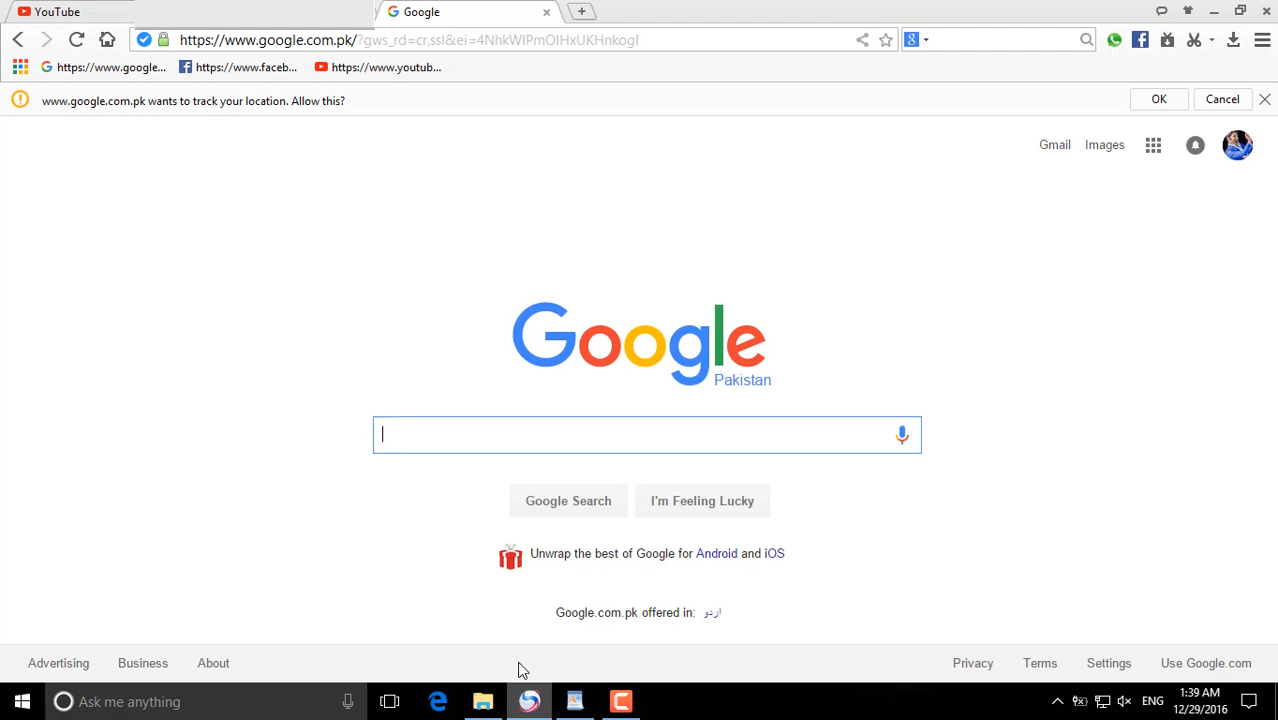 YouTube
Google
https://www.google.com.pk/?gws_rd=cr,ssl&ei=4NhkWIPmOIHxUKHnkogI
https://www.google...
https://www.faceb...
https://www.youtub...
www.google.com.pk wants to track your location. Allow this?
OK
Cancel
Gmail
Images
Google
Pakistan
Google Search
I'm Feeling Lucky
Unwrap the best of Google for Android and iOS
Google.com.pk offered in: اردو
Advertising
Business
About
Privacy
Terms
Settings
Use Google.com
Ask me anything
ENG
1:39 AM
12/29/2016